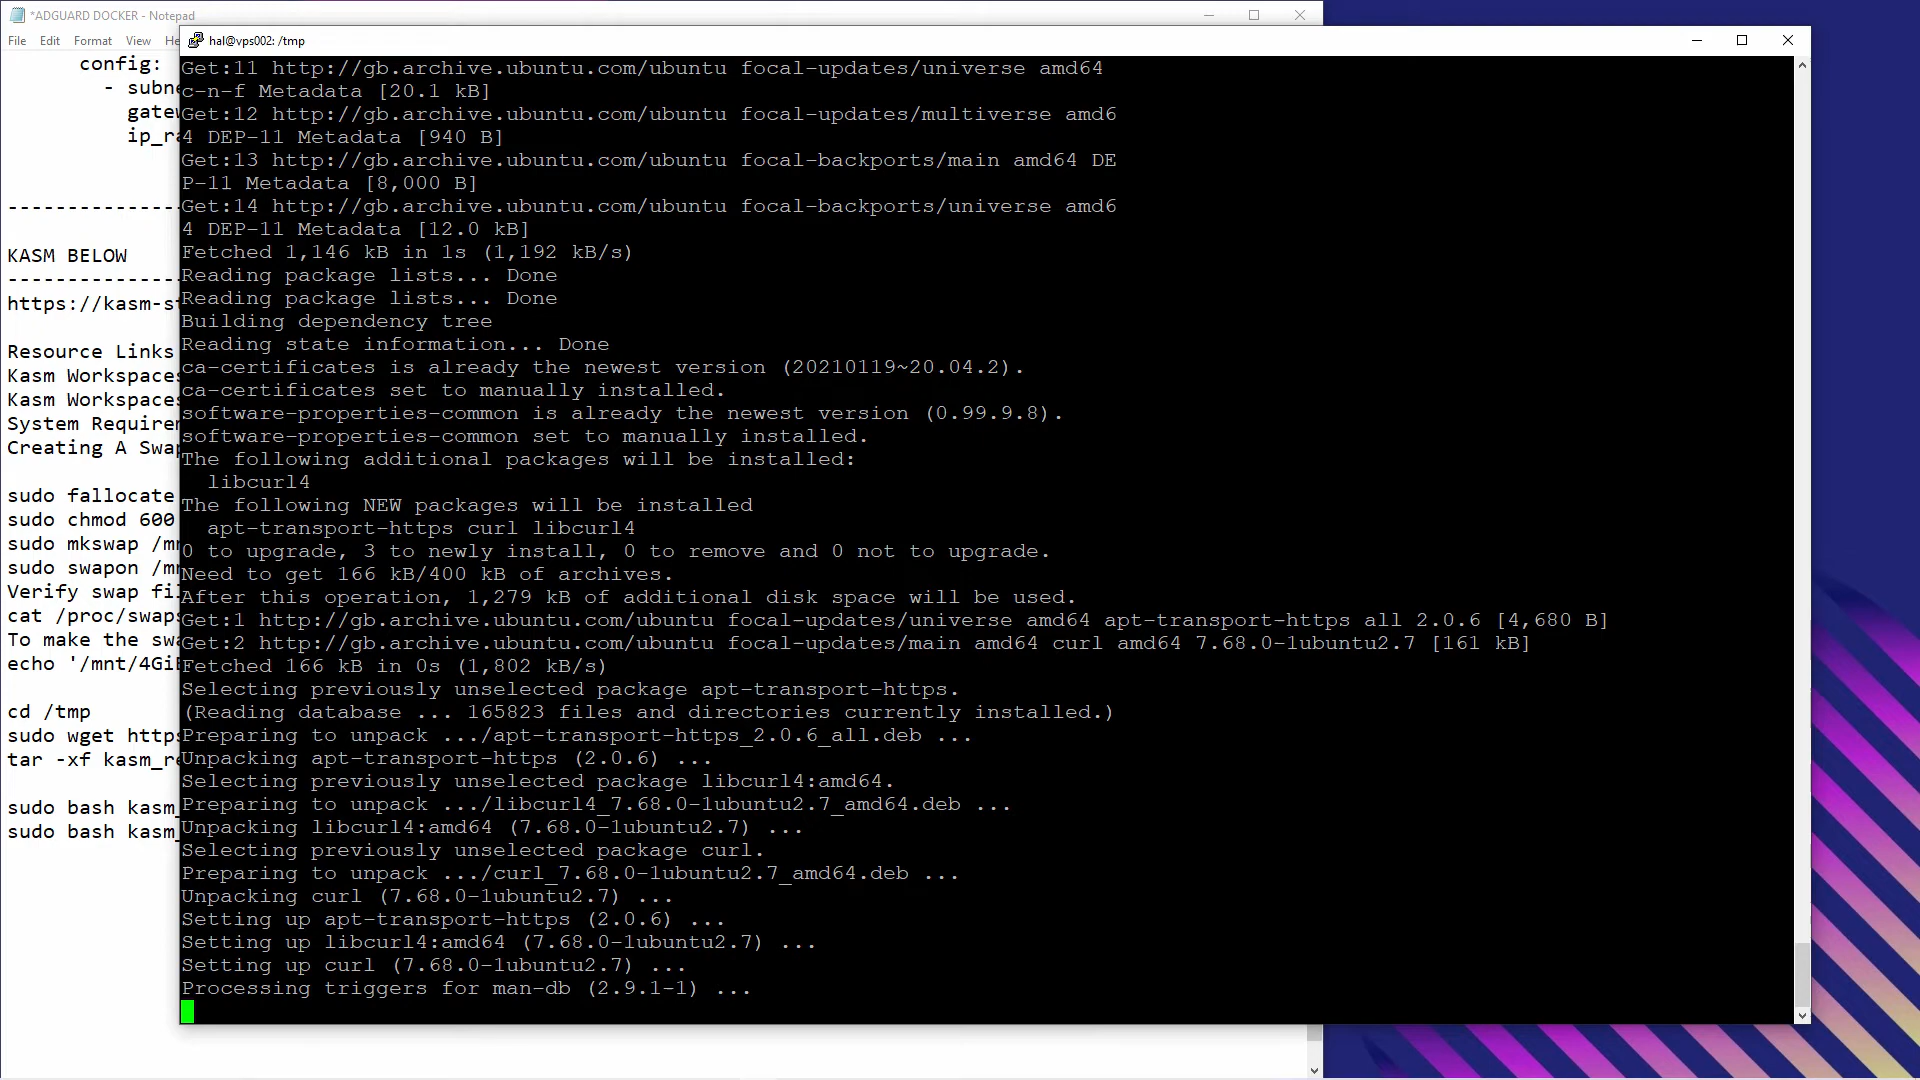 *ADGUARD DOCKER - Notepad
File Edit Format View He
config:
- subne
gatew
ip_ra
-----------------
KASM BELOW
-----------------
https://kasm-st
Resource Links
Kasm Workspaces
Kasm Workspaces
System Requirem
Creating A Swap
sudo fallocate
sudo chmod 600
sudo mkswap /mn
sudo swapon /mn
Verify swap fil
cat /proc/swaps
To make the swa
echo '/mnt/4GiB
cd /tmp
sudo wget https
tar -xf kasm_re
sudo bash kasm_
sudo bash kasm_
hal@vps002: /tmp
Get:11 http://gb.archive.ubuntu.com/ubuntu focal-updates/universe amd64
c-n-f Metadata [20.1 kB]
Get:12 http://gb.archive.ubuntu.com/ubuntu focal-updates/multiverse amd6
4 DEP-11 Metadata [940 B]
Get:13 http://gb.archive.ubuntu.com/ubuntu focal-backports/main amd64 DE
P-11 Metadata [8,000 B]
Get:14 http://gb.archive.ubuntu.com/ubuntu focal-backports/universe amd6
4 DEP-11 Metadata [12.0 kB]
Fetched 1,146 kB in 1s (1,192 kB/s)
Reading package lists... Done
Reading package lists... Done
Building dependency tree
Reading state information... Done
ca-certificates is already the newest version (20210119~20.04.2).
ca-certificates set to manually installed.
software-properties-common is already the newest version (0.99.9.8).
software-properties-common set to manually installed.
The following additional packages will be installed:
libcurl4
The following NEW packages will be installed
apt-transport-https curl libcurl4
0 to upgrade, 3 to newly install, 0 to remove and 0 not to upgrade.
Need to get 166 kB/400 kB of archives.
After this operation, 1,279 kB of additional disk space will be used.
Get:1 http://gb.archive.ubuntu.com/ubuntu focal-updates/universe amd64 apt-transport-https all 2.0.6 [4,680 B]
Get:2 http://gb.archive.ubuntu.com/ubuntu focal-updates/main amd64 curl amd64 7.68.0-1ubuntu2.7 [161 kB]
Fetched 166 kB in 0s (1,802 kB/s)
Selecting previously unselected package apt-transport-https.
(Reading database ... 165823 files and directories currently installed.)
Preparing to unpack .../apt-transport-https_2.0.6_all.deb ...
Unpacking apt-transport-https (2.0.6) ...
Selecting previously unselected package libcurl4:amd64.
Preparing to unpack .../libcurl4_7.68.0-1ubuntu2.7_amd64.deb ...
Unpacking libcurl4:amd64 (7.68.0-1ubuntu2.7) ...
Selecting previously unselected package curl.
Preparing to unpack .../curl_7.68.0-1ubuntu2.7_amd64.deb ...
Unpacking curl (7.68.0-1ubuntu2.7) ...
Setting up apt-transport-https (2.0.6) ...
Setting up libcurl4:amd64 (7.68.0-1ubuntu2.7) ...
Setting up curl (7.68.0-1ubuntu2.7) ...
Processing triggers for man-db (2.9.1-1) ...